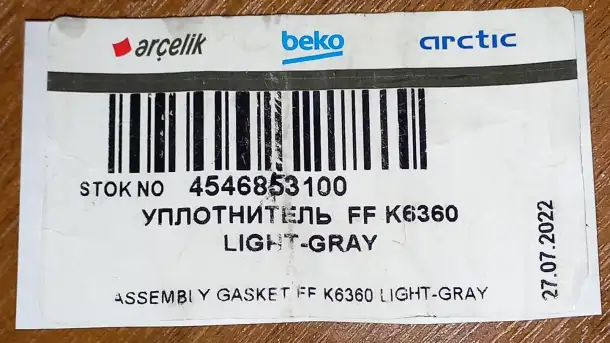 arçelik beko arctic
STOK NO 4546853100
УПЛОТНИТЕЛЬ FF K6360
LIGHT-GRAY
ASSEMBLY GASKET FF K6360 LIGHT-GRAY
27.07.2022